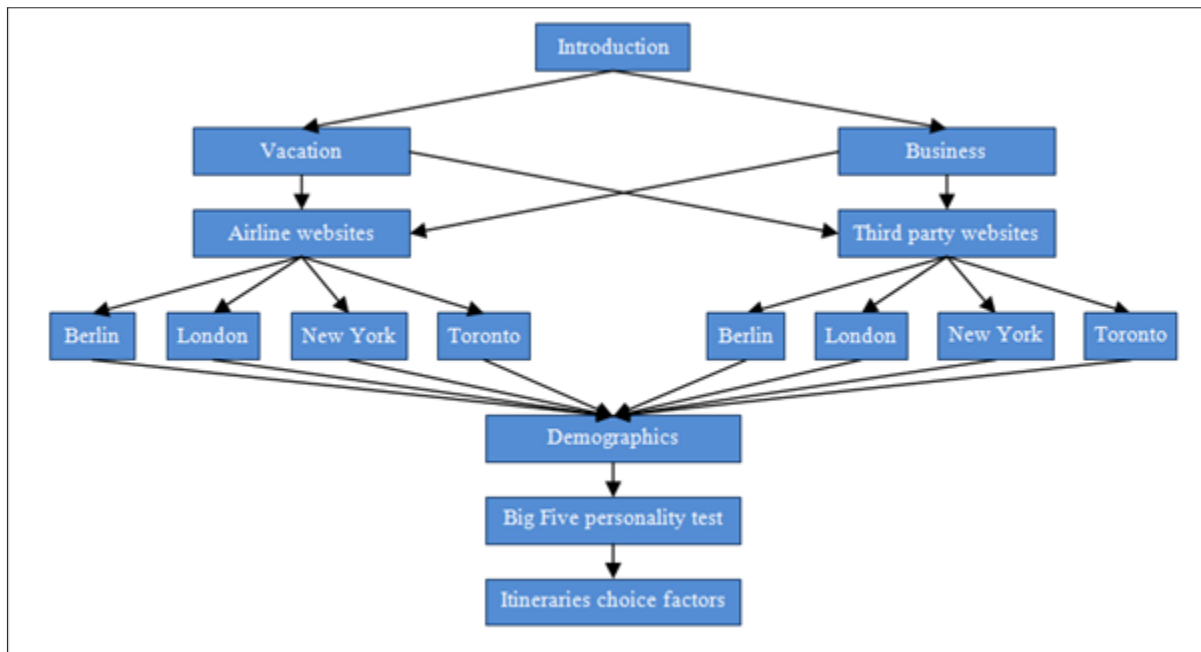 Introduction
Vacation
Business
Airline websites
Third party websites
Berlin
London
New York
Toronto
Berlin
London
New York
Toronto
Demographics
Big Five personality test
Itineraries choice factors